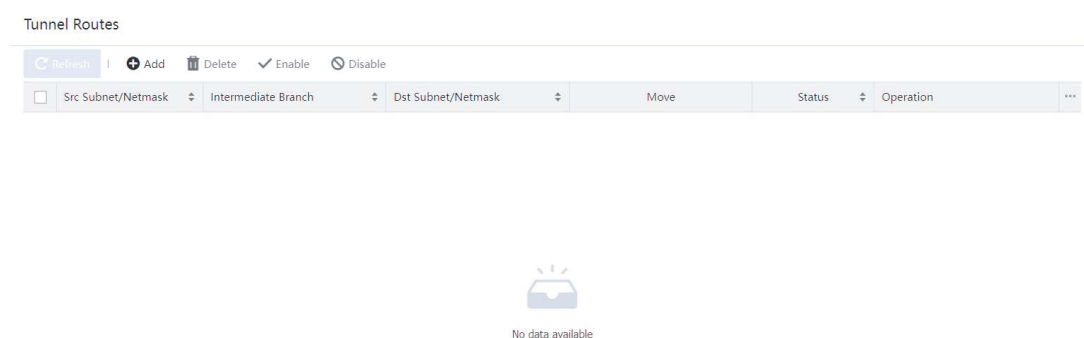 Tunnel Routes
Refresh | Add Delete Enable Disable
Src Subnet/Netmask Intermediate Branch Dst Subnet/Netmask Move Status Operation ...
No data available